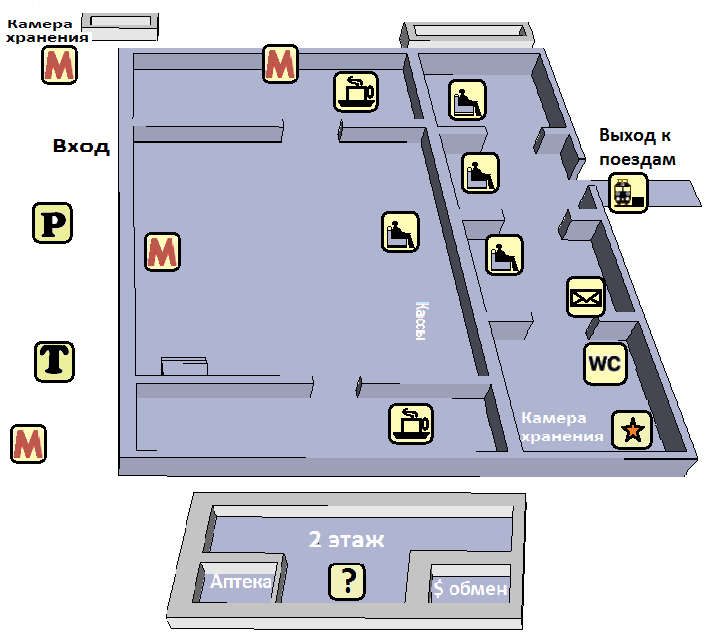 Камера
хранения
М
М
Вход
Выход к
поездам
Р
М
Кассы
Т
WC
М
Камера
хранения
2 этаж
Аптека
?
$ обмен